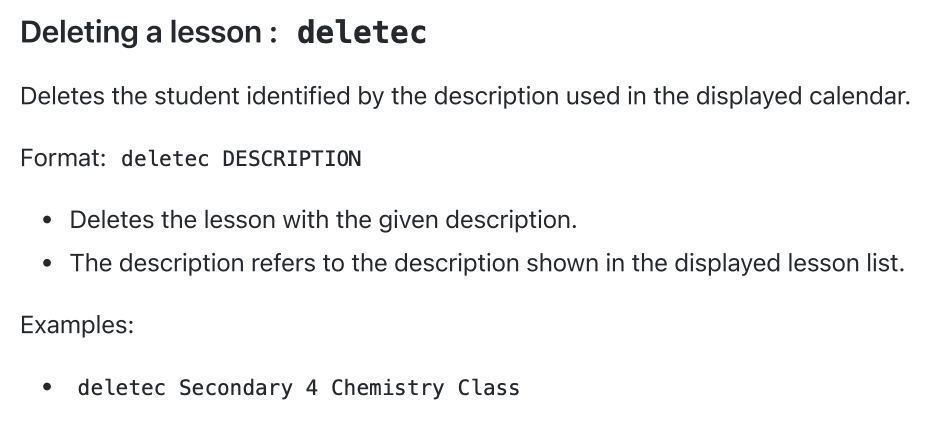 Deleting a lesson : deletec
Deletes the student identified by the description used in the displayed calendar.
Format: deletec DESCRIPTION
• Deletes the lesson with the given description.
• The description refers to the description shown in the displayed lesson list.
Examples:
• deletec Secondary 4 Chemistry Class